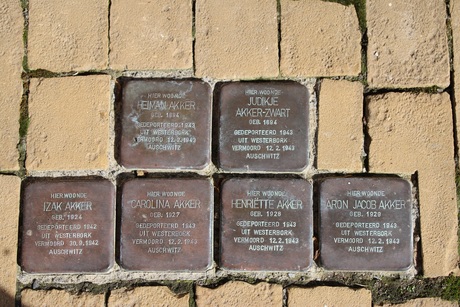 HIER WOONDE
HEIMAN AKKER
GEB. 1894
GEDEPORTEERD 1943
UIT WESTERBORK
VERMOORD 12.2.1943
AUSCHWITZ
HIER WOONDE
JUDIKJE
AKKER-ZWART
GEB. 1894
GEDEPORTEERD 1943
UIT WESTERBORK
VERMOORD 12.2.1943
AUSCHWITZ
HIER WOONDE
IZAK AKKER
GEB. 1924
GEDEPORTEERD 1942
UIT WESTERBORK
VERMOORD 30.9.1942
AUSCHWITZ
HIER WOONDE
CAROLINA AKKER
GEB. 1927
GEDEPORTEERD 1943
UIT WESTERBORK
VERMOORD 12.2.1943
AUSCHWITZ
HIER WOONDE
HENRIËTTE AKKER
GEB. 1928
GEDEPORTEERD 1943
UIT WESTERBORK
VERMOORD 12.2.1943
AUSCHWITZ
HIER WOONDE
ARON JACOB AKKER
GEB. 1928
GEDEPORTEERD 1943
UIT WESTERBORK
VERMOORD 12.2.1943
AUSCHWITZ